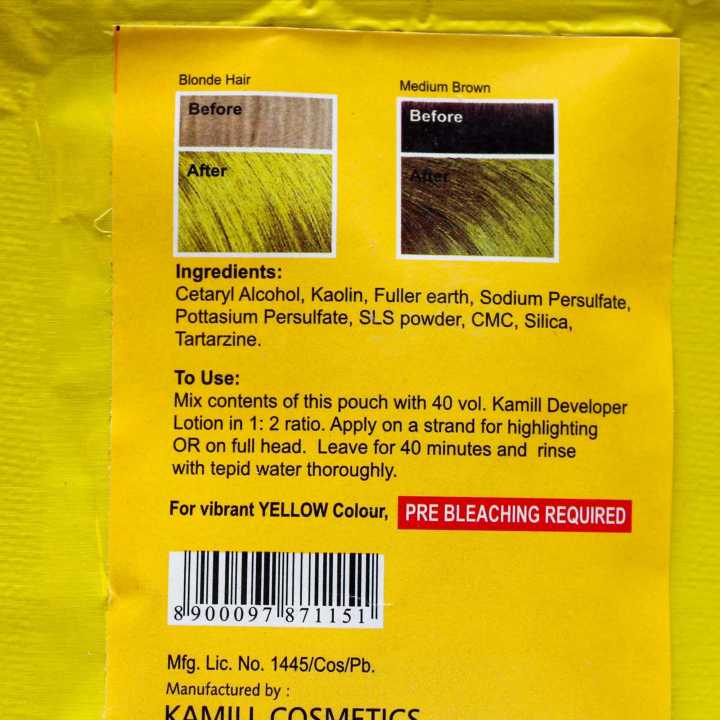 Blonde Hair
Medium Brown
Before
Before
After
After
Ingredients:
Cetaryl Alcohol, Kaolin, Fuller earth, Sodium Persulfate,
Pottasium Persulfate, SLS powder, CMC, Silica,
Tartarzine.
To Use:
Mix contents of this pouch with 40 vol. Kamill Developer
Lotion in 1: 2 ratio. Apply on a strand for highlighting
OR on full head. Leave for 40 minutes and rinse
with tepid water thoroughly.
For vibrant YELLOW Colour, PRE BLEACHING REQUIRED
8 900097 871151
Mfg. Lic. No. 1445/Cos/Pb.
Manufactured by :
KAMILL COSMETICS